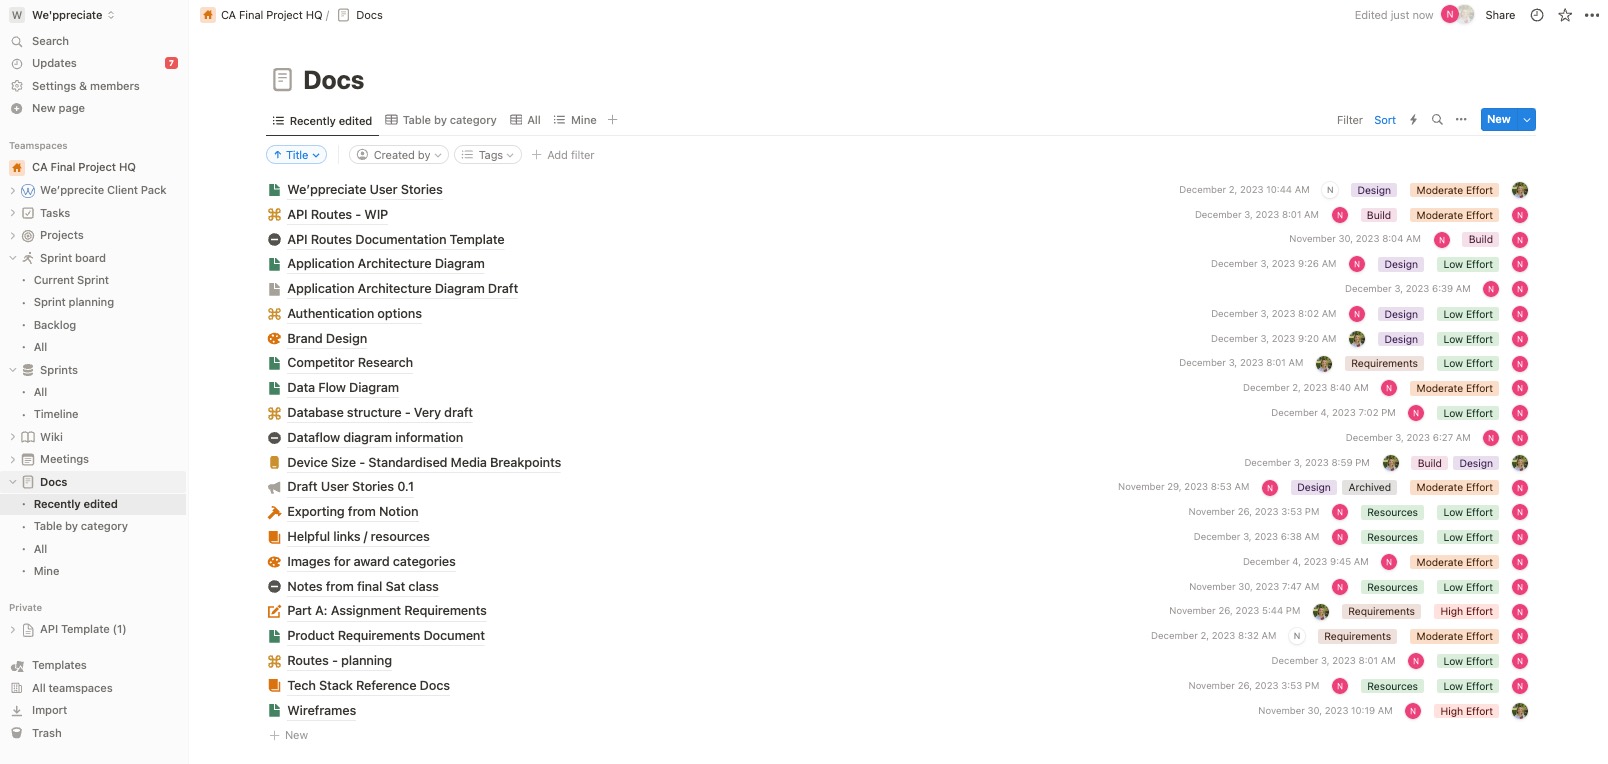 W We'ppreciate
CA Final Project HQ / Docs
Edited just now N Share
Search
Updates 7
Settings & members
New page
Teamspaces
CA Final Project HQ
We'pprecite Client Pack
Tasks
Projects
Sprint board
Current Sprint
Sprint planning
Backlog
All
Sprints
All
Timeline
Wiki
Meetings
Docs
Recently edited
Table by category
All
Mine
Private
API Template (1)
Templates
All teamspaces
Import
Trash
Docs
Recently edited Table by category All Mine
Filter Sort New
Title Created by Tags Add filter
We'ppreciate User Stories December 2, 2023 10:44 AM N Design Moderate Effort
API Routes - WIP December 3, 2023 8:01 AM N Build Moderate Effort N
API Routes Documentation Template November 30, 2023 8:04 AM N Build N
Application Architecture Diagram December 3, 2023 9:26 AM N Design Low Effort N
Application Architecture Diagram Draft December 3, 2023 6:39 AM N N
Authentication options December 3, 2023 8:02 AM N Design Low Effort N
Brand Design December 3, 2023 9:20 AM Design Low Effort N
Competitor Research December 3, 2023 8:01 AM Requirements Low Effort N
Data Flow Diagram December 2, 2023 8:40 AM N Moderate Effort N
Database structure - Very draft December 4, 2023 7:02 PM N Low Effort N
Dataflow diagram information December 3, 2023 6:27 AM N N
Device Size - Standardised Media Breakpoints December 3, 2023 8:59 PM Build Design
Draft User Stories 0.1 November 29, 2023 8:53 AM N Design Archived Moderate Effort N
Exporting from Notion November 26, 2023 3:53 PM N Resources Low Effort N
Helpful links / resources December 3, 2023 6:38 AM N Resources Low Effort N
Images for award categories December 4, 2023 9:45 AM N Moderate Effort N
Notes from final Sat class November 30, 2023 7:47 AM N Resources Low Effort N
Part A: Assignment Requirements November 26, 2023 5:44 PM Requirements High Effort N
Product Requirements Document December 2, 2023 8:32 AM N Requirements Moderate Effort N
Routes - planning December 3, 2023 8:01 AM N Low Effort N
Tech Stack Reference Docs November 26, 2023 3:53 PM N Resources Low Effort N
Wireframes November 30, 2023 10:19 AM N High Effort
New